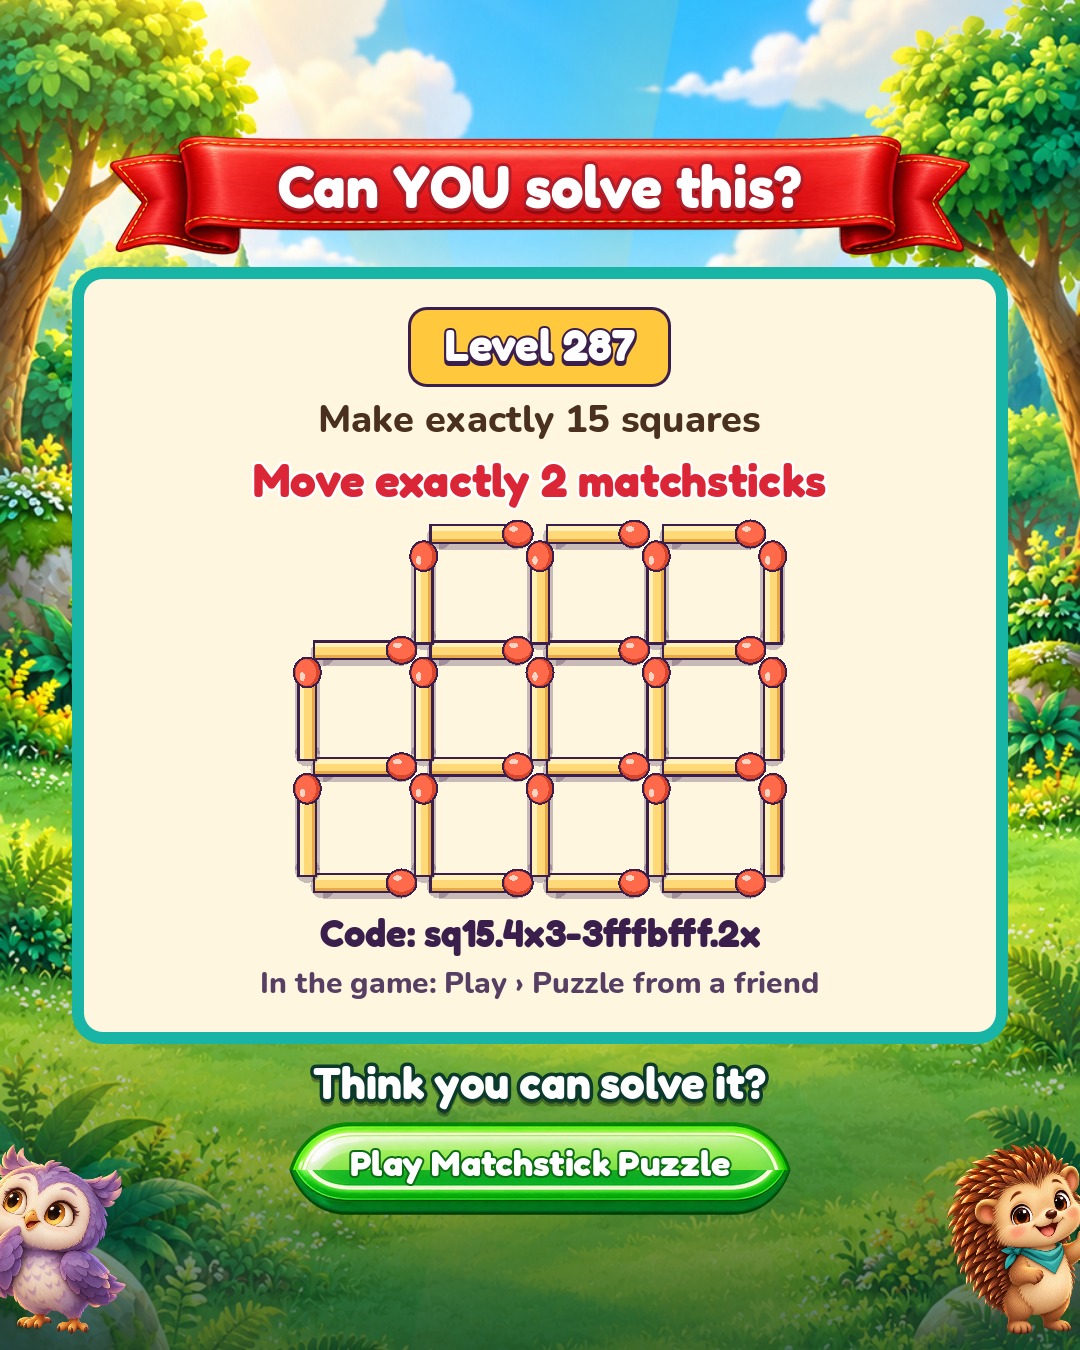 Can YOU solve this?
Level 287
Make exactly 15 squares
Move exactly 2 matchsticks
Code: sq15.4x3-3fffbfff.2x
In the game: Play › Puzzle from a friend
Think you can solve it?
Play Matchstick Puzzle